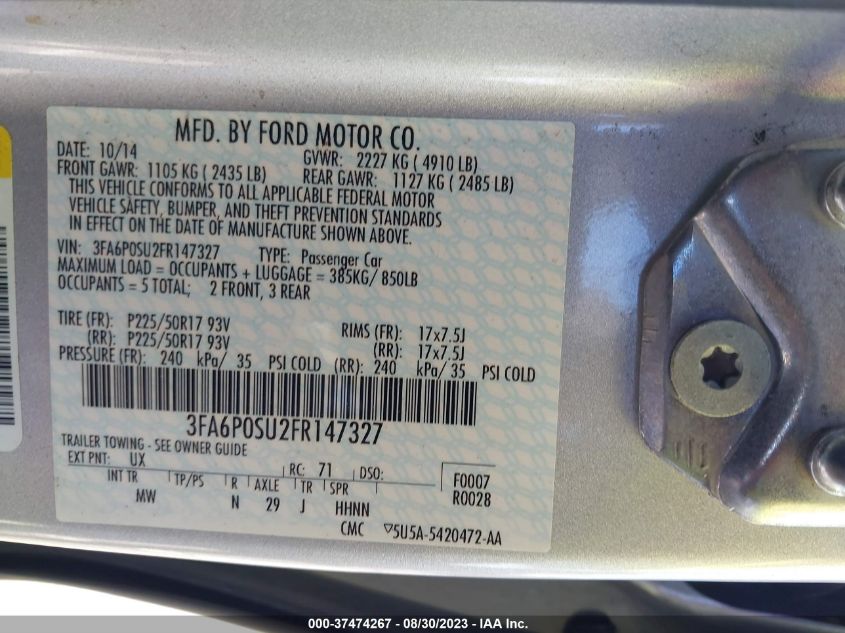 MFD. BY FORD MOTOR CO.
DATE: 10/14 GVWR: 2227 KG ( 4910 LB)
FRONT GAWR: 1105 KG ( 2435 LB) REAR GAWR: 1127 KG ( 2485 LB)
THIS VEHICLE CONFORMS TO ALL APPLICABLE FEDERAL MOTOR
VEHICLE SAFETY, BUMPER, AND THEFT PREVENTION STANDARDS
IN EFFECT ON THE DATE OF MANUFACTURE SHOWN ABOVE.
VIN: 3FA6P0SU2FR147327 TYPE: Passenger Car
MAXIMUM LOAD = OCCUPANTS + LUGGAGE = 385KG/ 850LB
OCCUPANTS = 5 TOTAL; 2 FRONT, 3 REAR
TIRE (FR): P225/50R17 93V RIMS (FR): 17x7.5J
(RR): P225/50R17 93V (RR): 17x7.5J
PRESSURE (FR): 240 kPa/ 35 PSI COLD (RR): 240 kPa/ 35 PSI COLD
3FA6P0SU2FR147327
TRAILER TOWING - SEE OWNER GUIDE
EXT PNT: UX RC: 71 DSO: F0007
INT TR TP/PS R AXLE TR SPR R0028
MW N 29 J HHNN
CMC ▽5U5A-5420472-AA
000-37474267 - 08/30/2023 - IAA Inc.